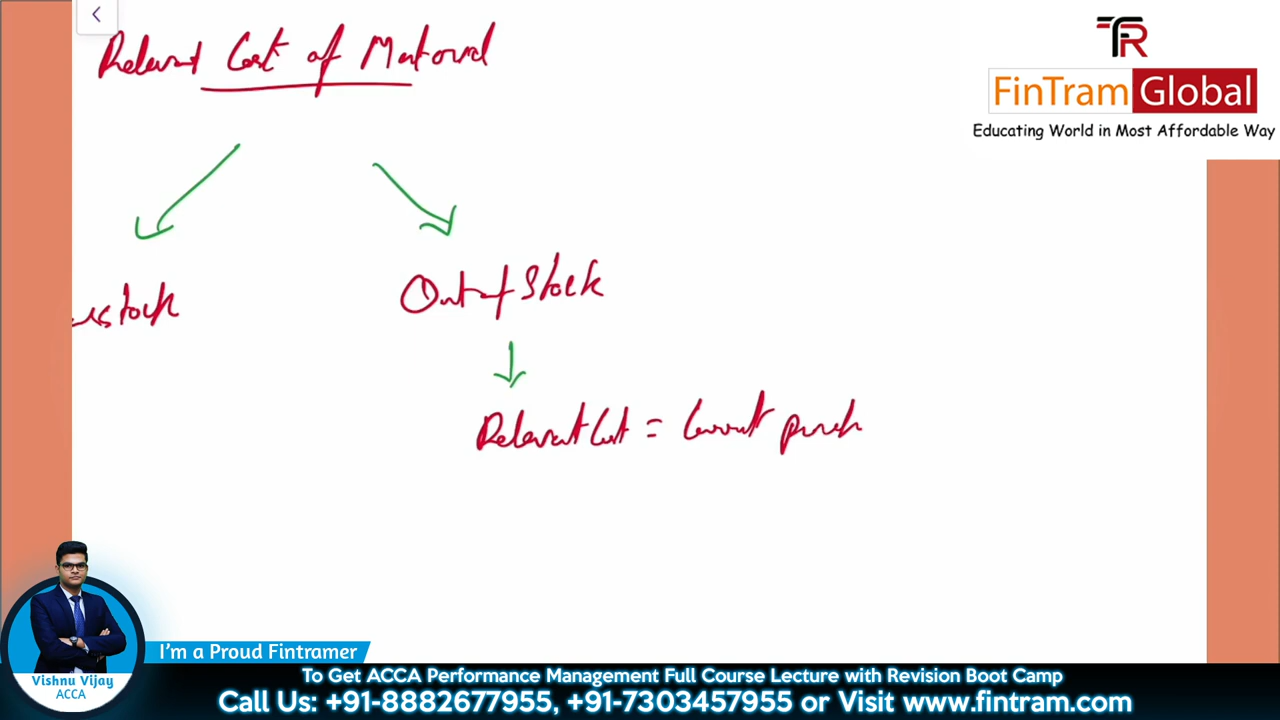 Relevant Cost of Material
TR
FinTram Global
Educating World in Most Affordable Way
Out of Stock
Relevant Cost = Current purch
I'm a Proud Fintramer
Vishnu Vijay
ACCA
To Get ACCA Performance Management Full Course Lecture with Revision Boot Camp
Call Us: +91-8882677955, +91-7303457955 or Visit www.fintram.com